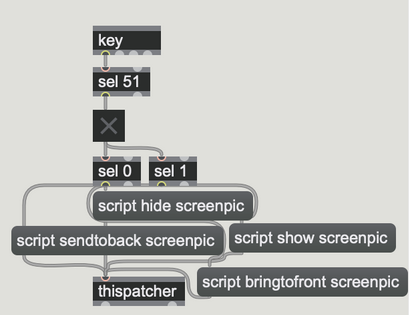 key
sel 51
sel 0 sel 1
script hide screenpic
script sendtoback screenpic
script show screenpic
script bringtofront screenpic
thispatcher